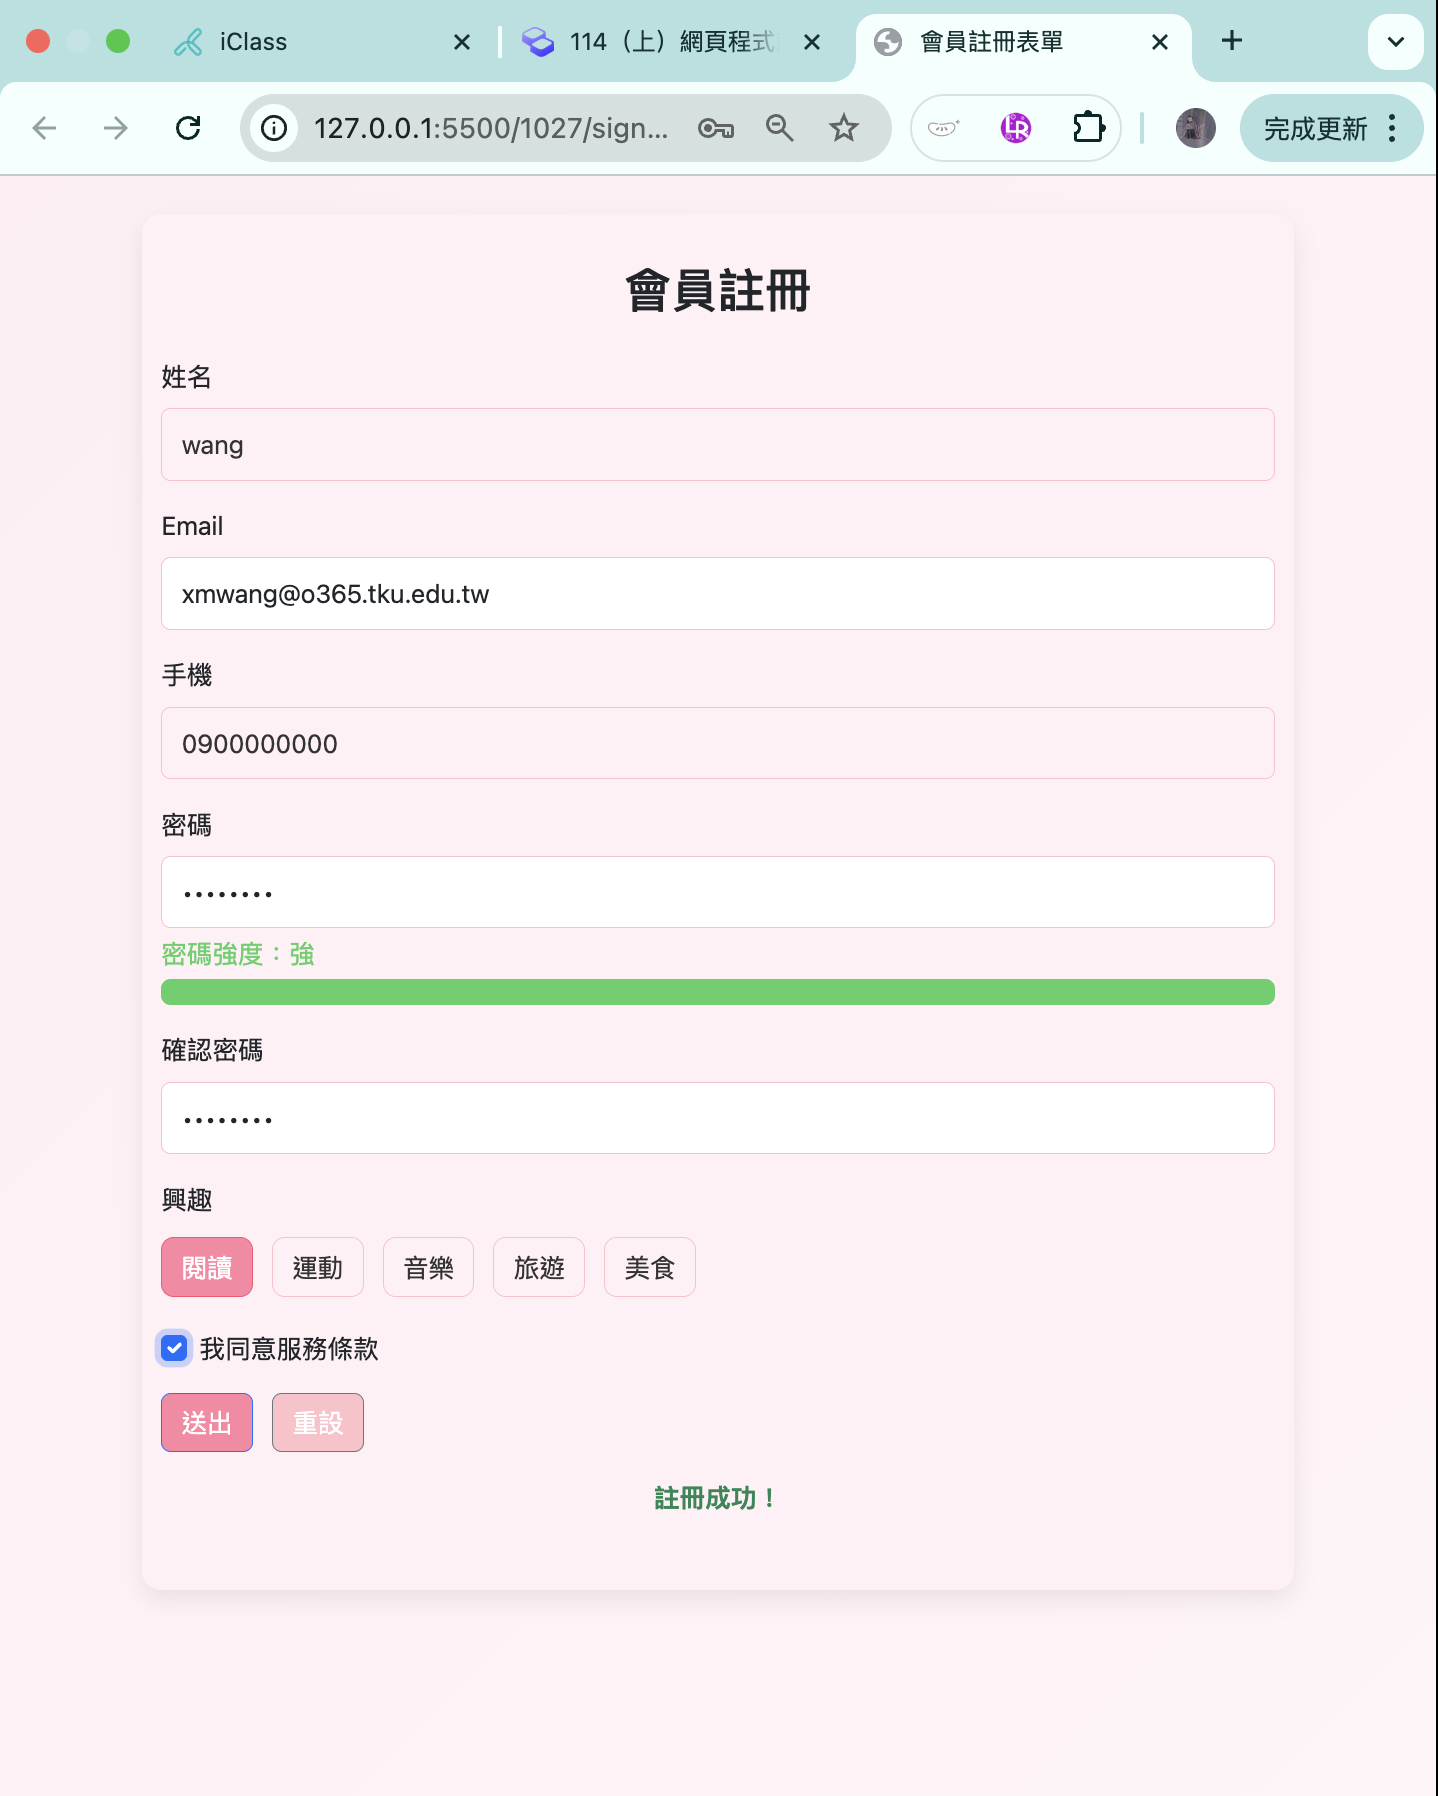 iClass
114（上）網頁程式
會員註冊表單
127.0.0.1:5500/1027/sign...
完成更新
會員註冊
姓名
wang
Email
xmwang@o365.tku.edu.tw
手機
0900000000
密碼
••••••••
密碼強度：強
確認密碼
••••••••
興趣
閱讀 運動 音樂 旅遊 美食
我同意服務條款
送出 重設
註冊成功！